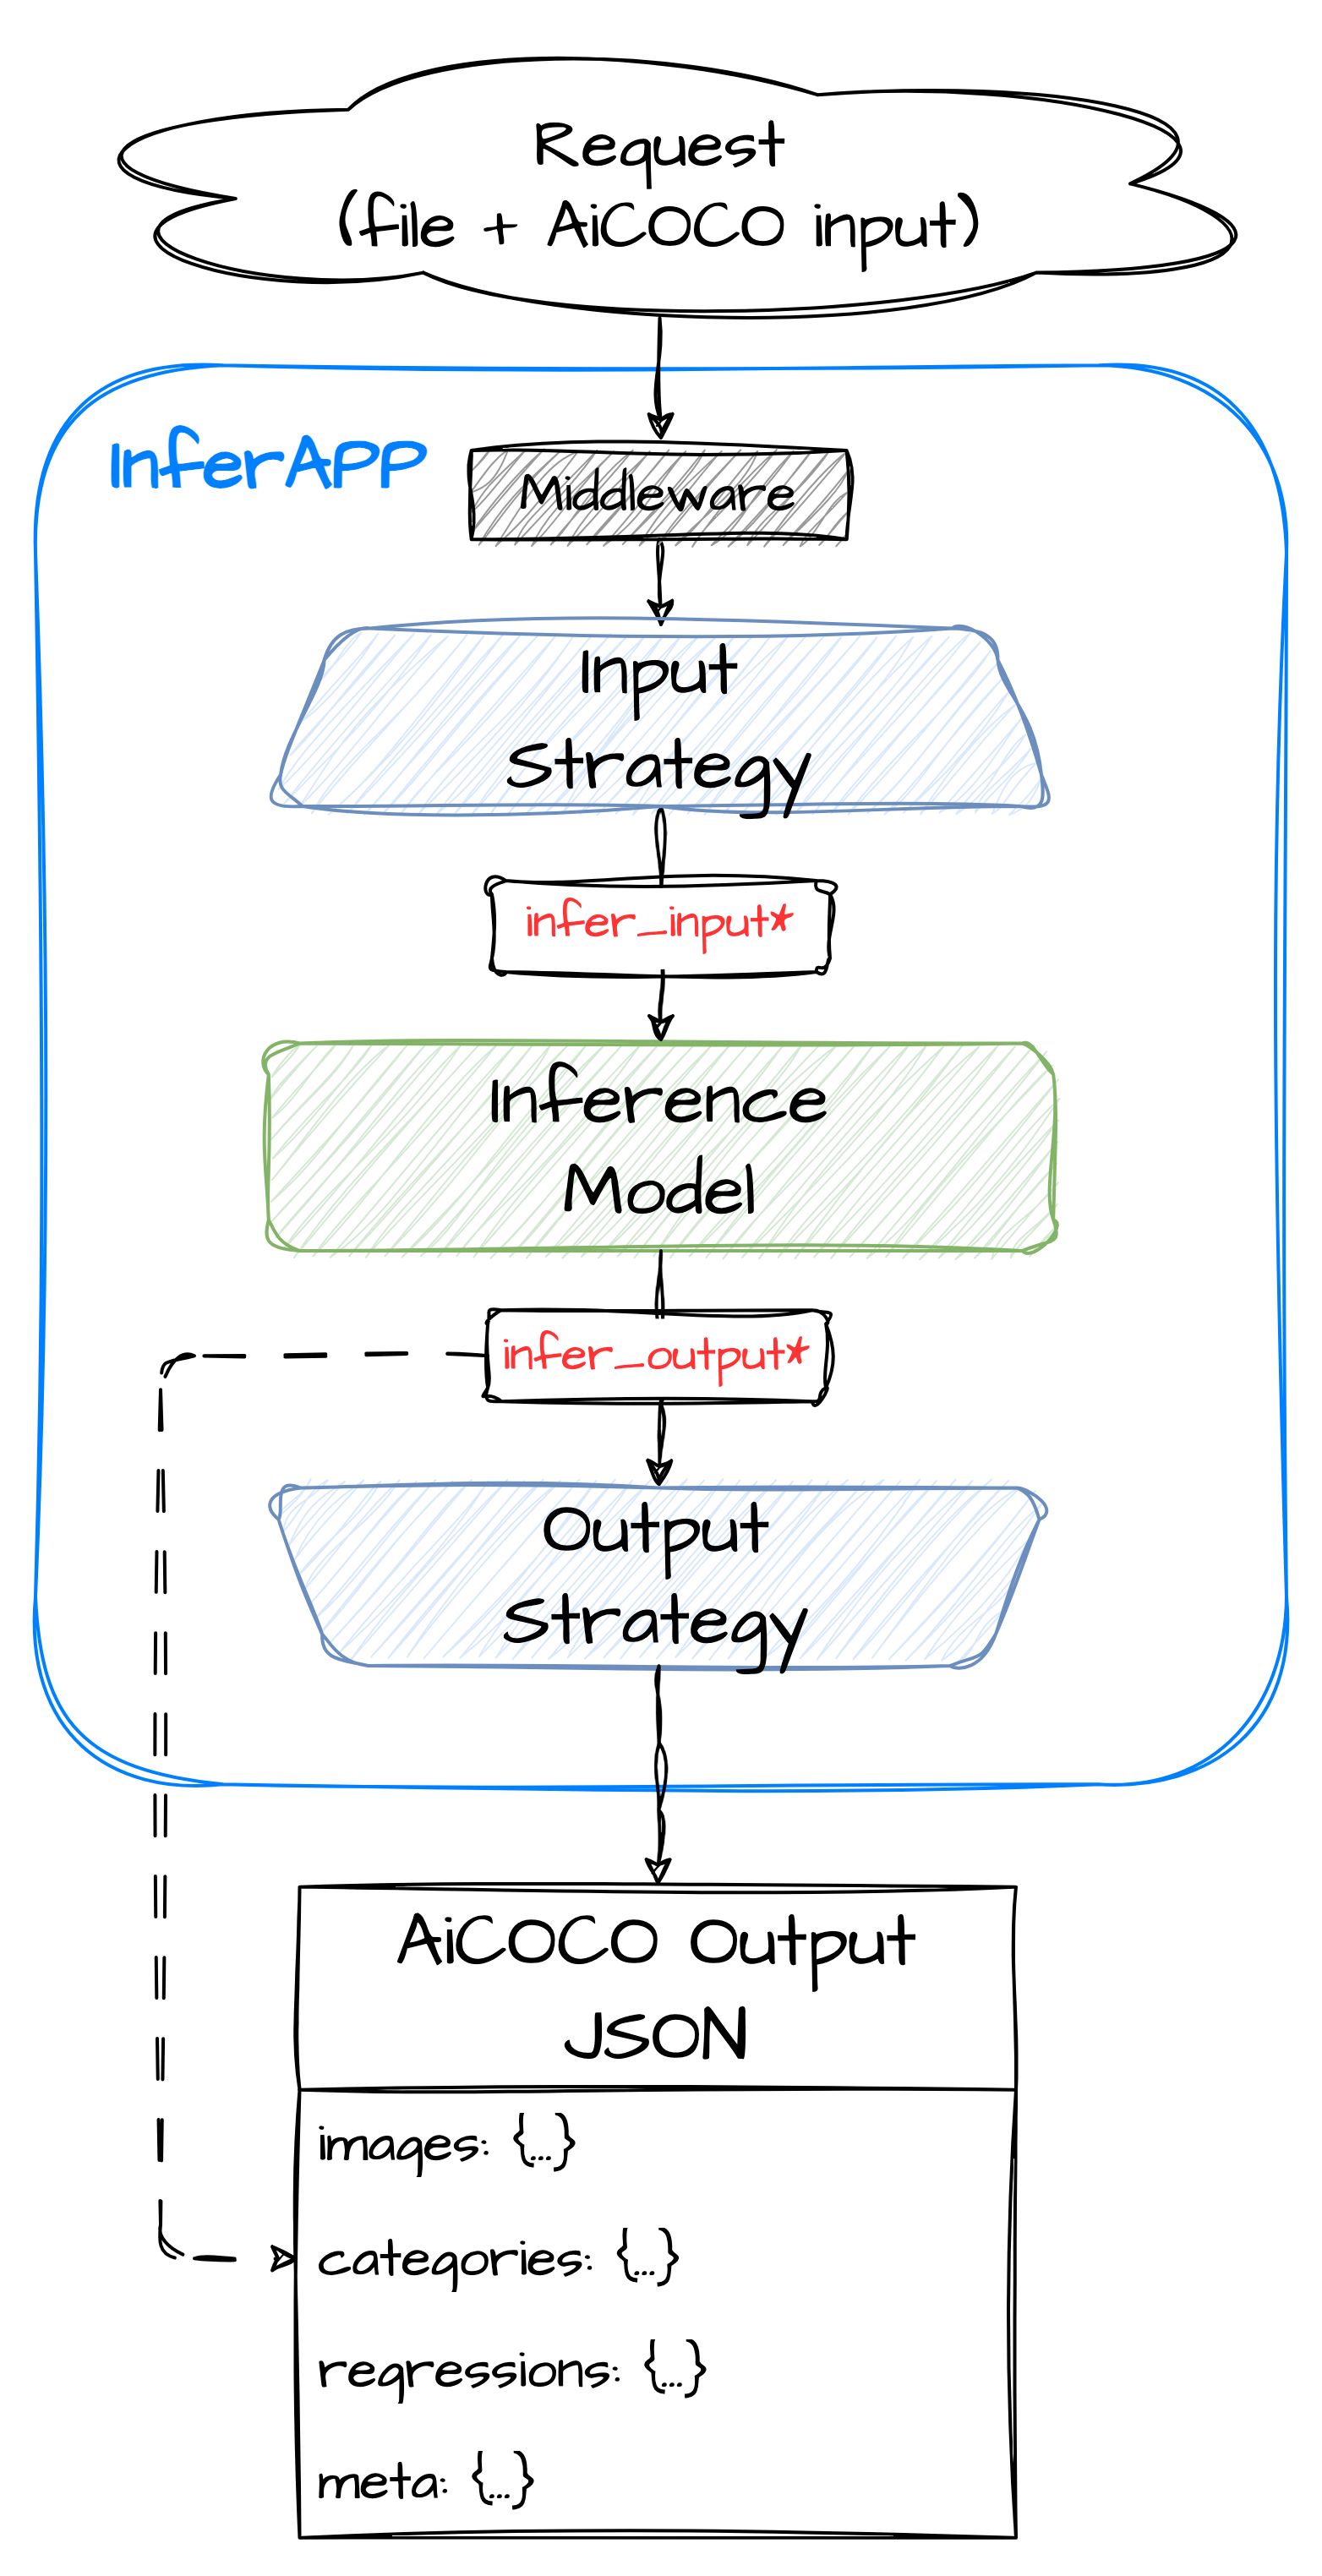 Request
(file + AiCOCO input)
InferAPP
Middleware
Input
Strategy
infer_input*
Inference
Model
infer_output*
Output
Strategy
AiCOCO Output
JSON
images: {...}
categories: {...}
regressions: {...}
meta: {...}